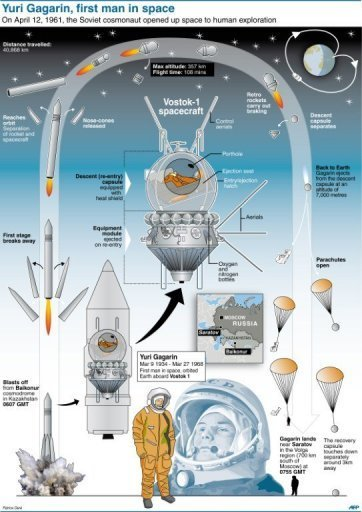 Yuri Gagarin, first man in space
On April 12, 1961, the Soviet cosmonaut opened up space to human exploration
Distance travelled:
40,868 km
Max altitude: 357 km
Flight time: 108 mins
Vostok-1
spacecraft
Control
aerials
Retro
rockets
carry out
braking
Descent
capsule
separates
Reaches
orbit
Separation
of rocket and
spacecraft
Nose-cones
released
Porthole
Ejection seat
Entry/ejection
hatch
Descent (re-entry)
capsule
equipped
with
heat shield
Back to Earth
Gagarin ejects
from the descent
capsule at an
altitude of
7,000 metres
Aerials
Equipment
module
ejected
on re-entry
First stage
breaks away
Oxygen
and
nitrogen
bottles
Parachutes
open
MOSCOW
RUSSIA
Saratov
KAZAKHSTAN
Baikonur
Yuri Gagarin
Mar 9 1934 - Mar 27 1968
First man in space, orbited
Earth aboard Vostok 1
Blasts off
from Baikonur
cosmodrome
in Kazakhstan
0607 GMT
Gagarin lands
near Saratov
in the Volga
region (700 km
south of
Moscow) at
0755 GMT
The recovery
capsule
touches down
separately
around 3km
away
AFP